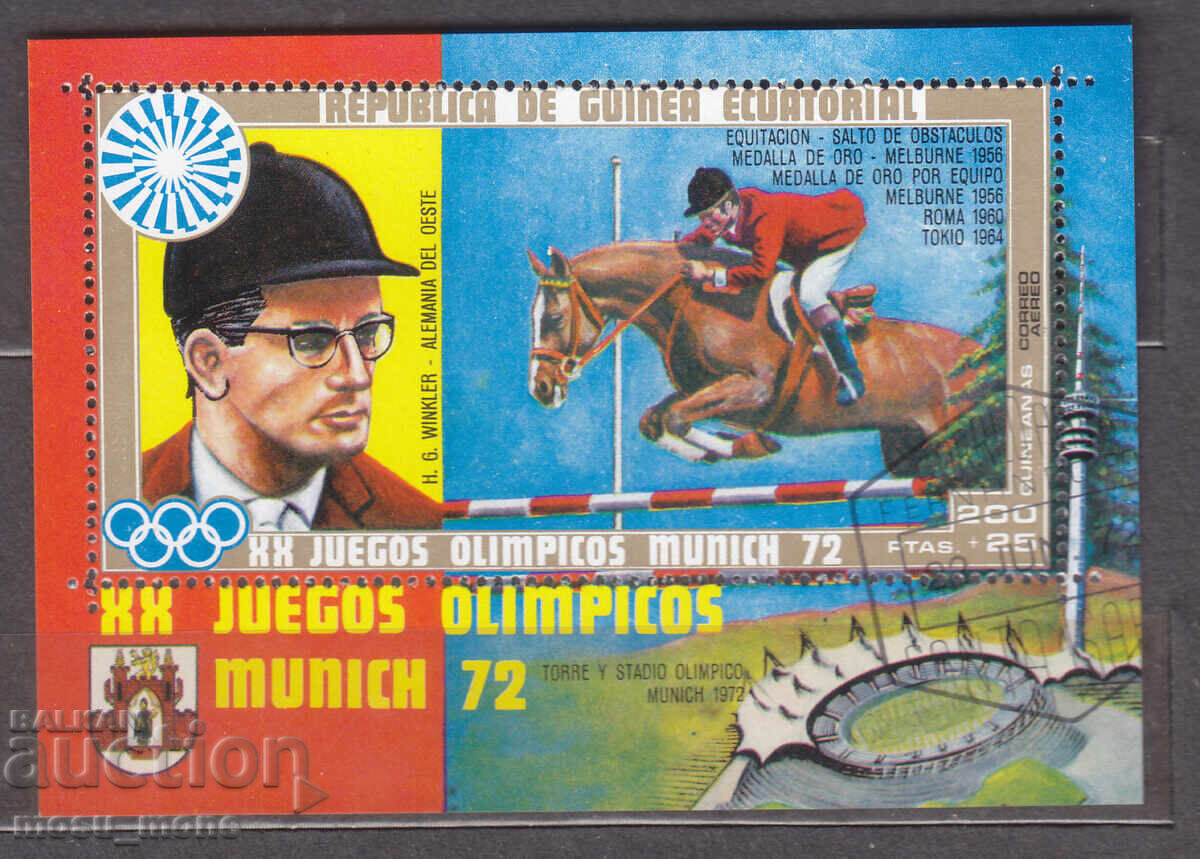 REPUBLICA DE GUINEA ECUATORIAL
EQUITACION - SALTO DE OBSTACULOS
MEDALLA DE ORO - MELBURNE 1956
MEDALLA DE ORO POR EQUIPO
MELBURNE 1956
ROMA 1960
TOKIO 1964
H. G. WINKLER - ALEMANIA DEL OESTE
CORREO
AEREO
GUINEANAS
200
PTAS + 25
XX JUEGOS OLIMPICOS MUNICH 72
XX JUEGOS OLIMPICOS
MUNICH 72
TORRE Y STADIO OLIMPICO
MUNICH 1972
BALKAN
auction
mosu_mohe